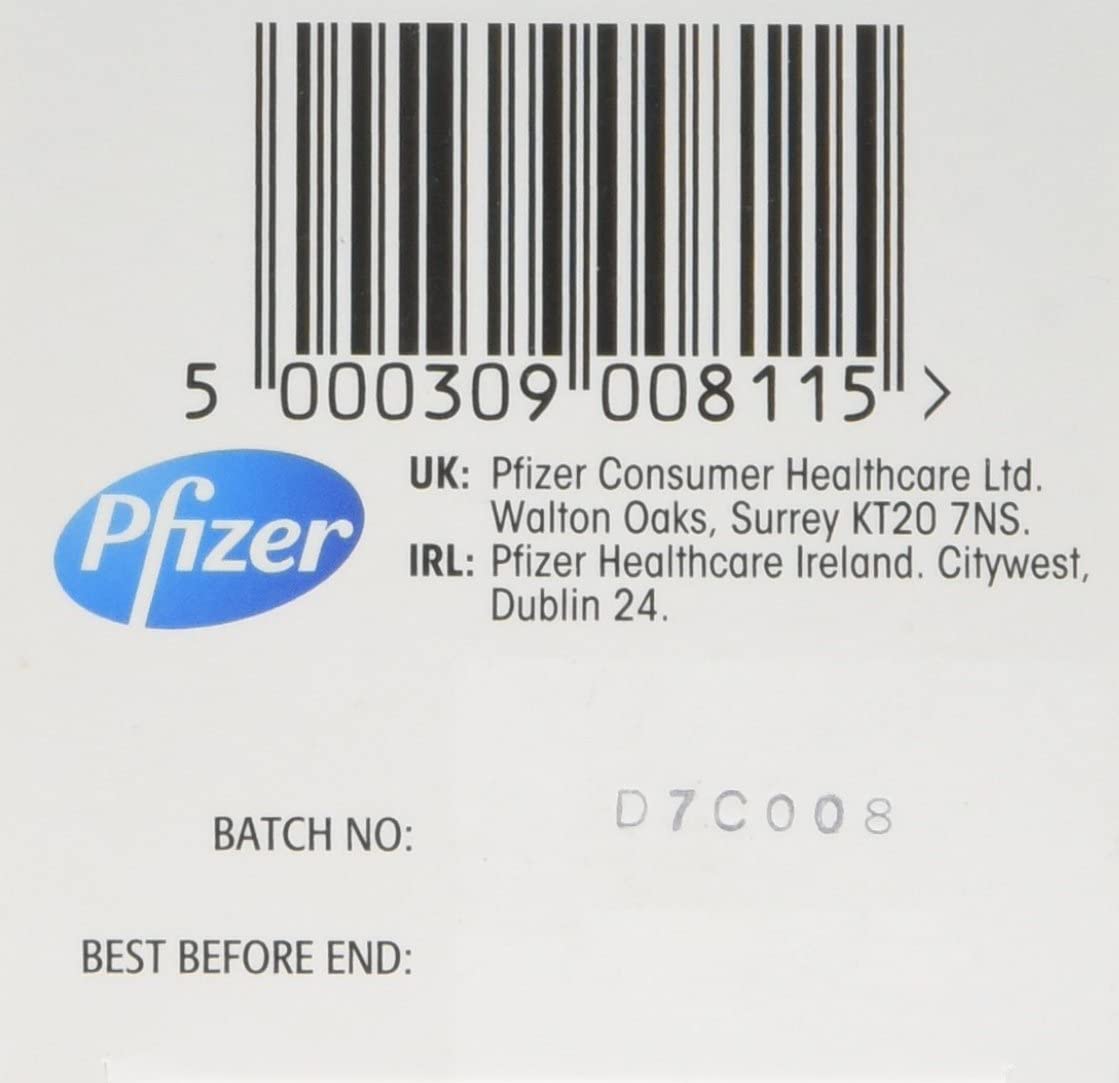 5 000309 008115 >
Pfizer
UK: Pfizer Consumer Healthcare Ltd.
Walton Oaks, Surrey KT20 7NS.
IRL: Pfizer Healthcare Ireland. Citywest,
Dublin 24.
BATCH NO: D7C008
BEST BEFORE END: